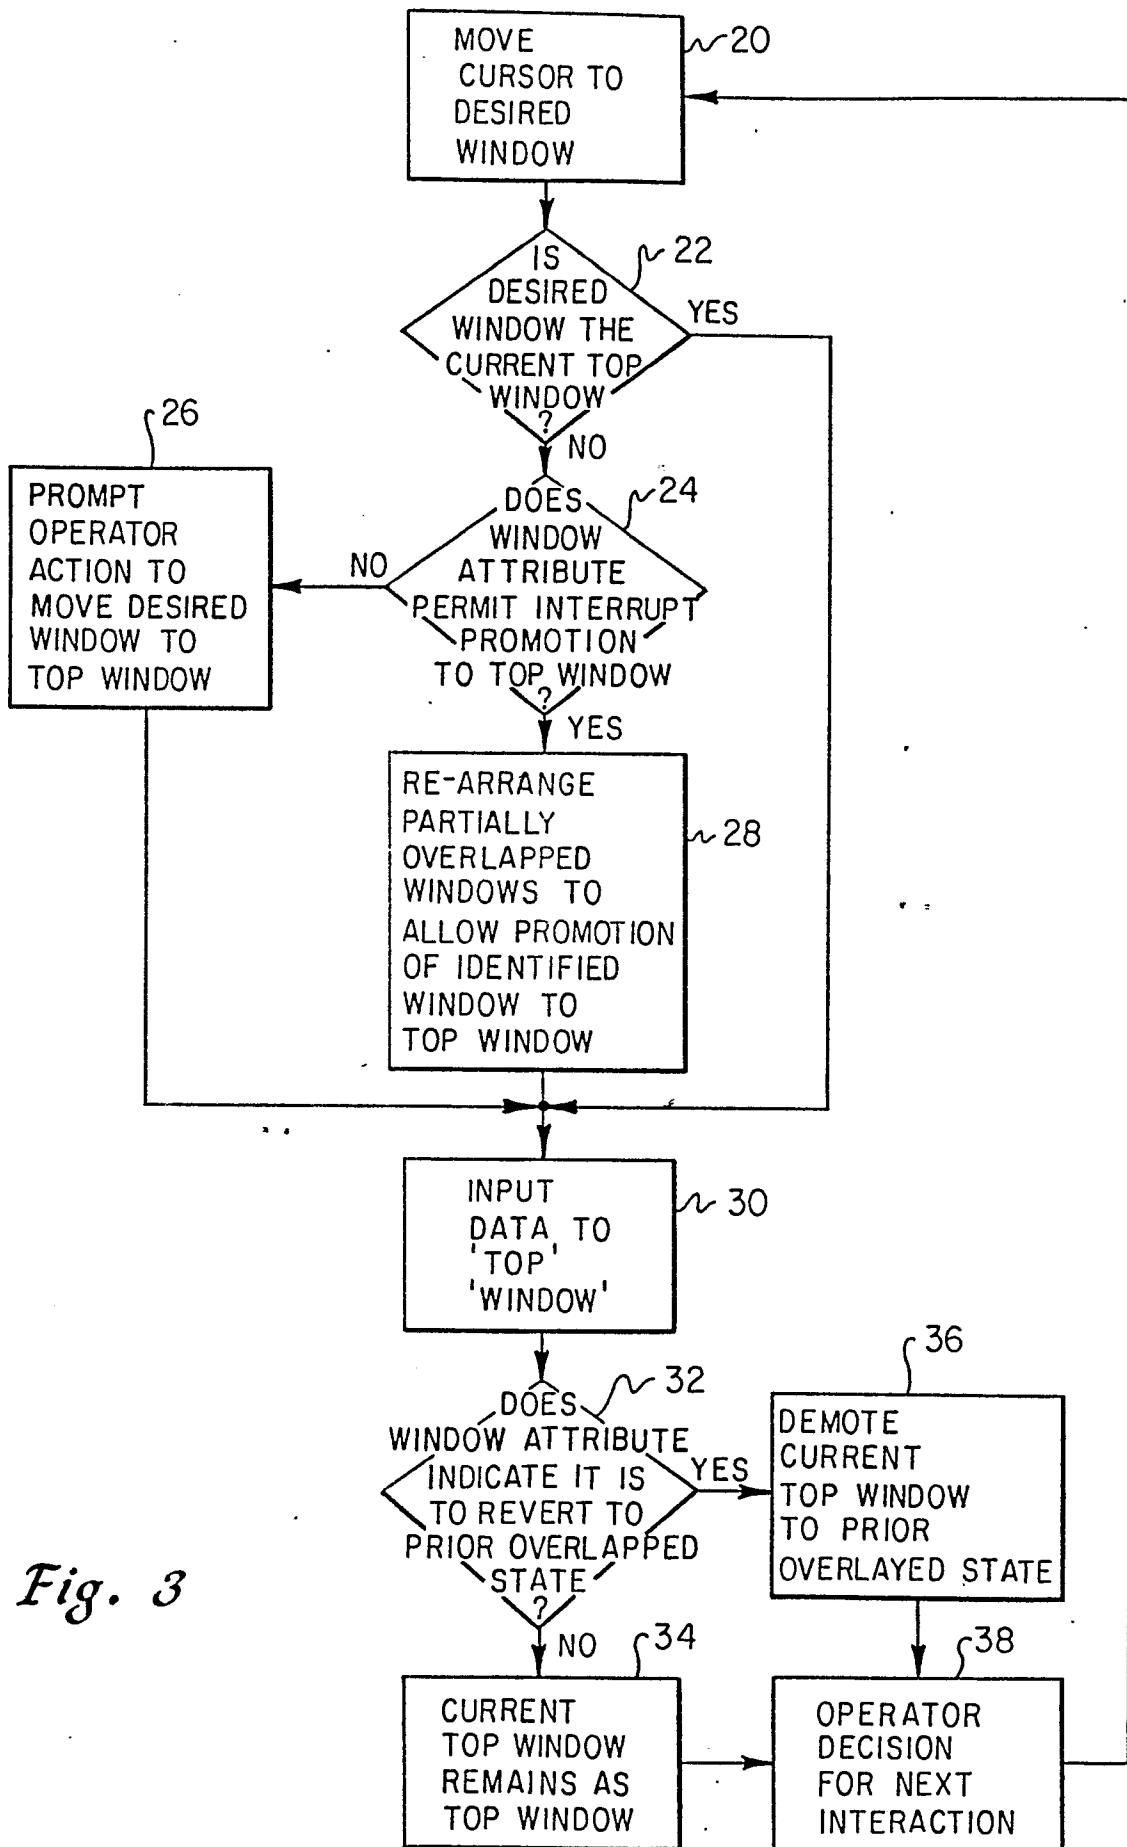 MOVE
CURSOR TO
DESIRED
WINDOW
20
IS
DESIRED
WINDOW THE
CURRENT TOP
WINDOW
?
22
YES
NO
26
PROMPT
OPERATOR
ACTION TO
MOVE DESIRED
WINDOW TO
TOP WINDOW
NO
DOES
WINDOW
ATTRIBUTE
PERMIT INTERRUPT
PROMOTION
TO TOP WINDOW
?
24
YES
RE-ARRANGE
PARTIALLY
OVERLAPPED
WINDOWS TO
ALLOW PROMOTION
OF IDENTIFIED
WINDOW TO
TOP WINDOW
28
INPUT
DATA TO
'TOP'
'WINDOW'
30
DOES
WINDOW ATTRIBUTE
INDICATE IT IS
TO REVERT TO
PRIOR OVERLAPPED
STATE
?
32
YES
36
DEMOTE
CURRENT
TOP WINDOW
TO PRIOR
OVERLAYED STATE
NO
34
CURRENT
TOP WINDOW
REMAINS AS
TOP WINDOW
38
OPERATOR
DECISION
FOR NEXT
INTERACTION
Fig. 3